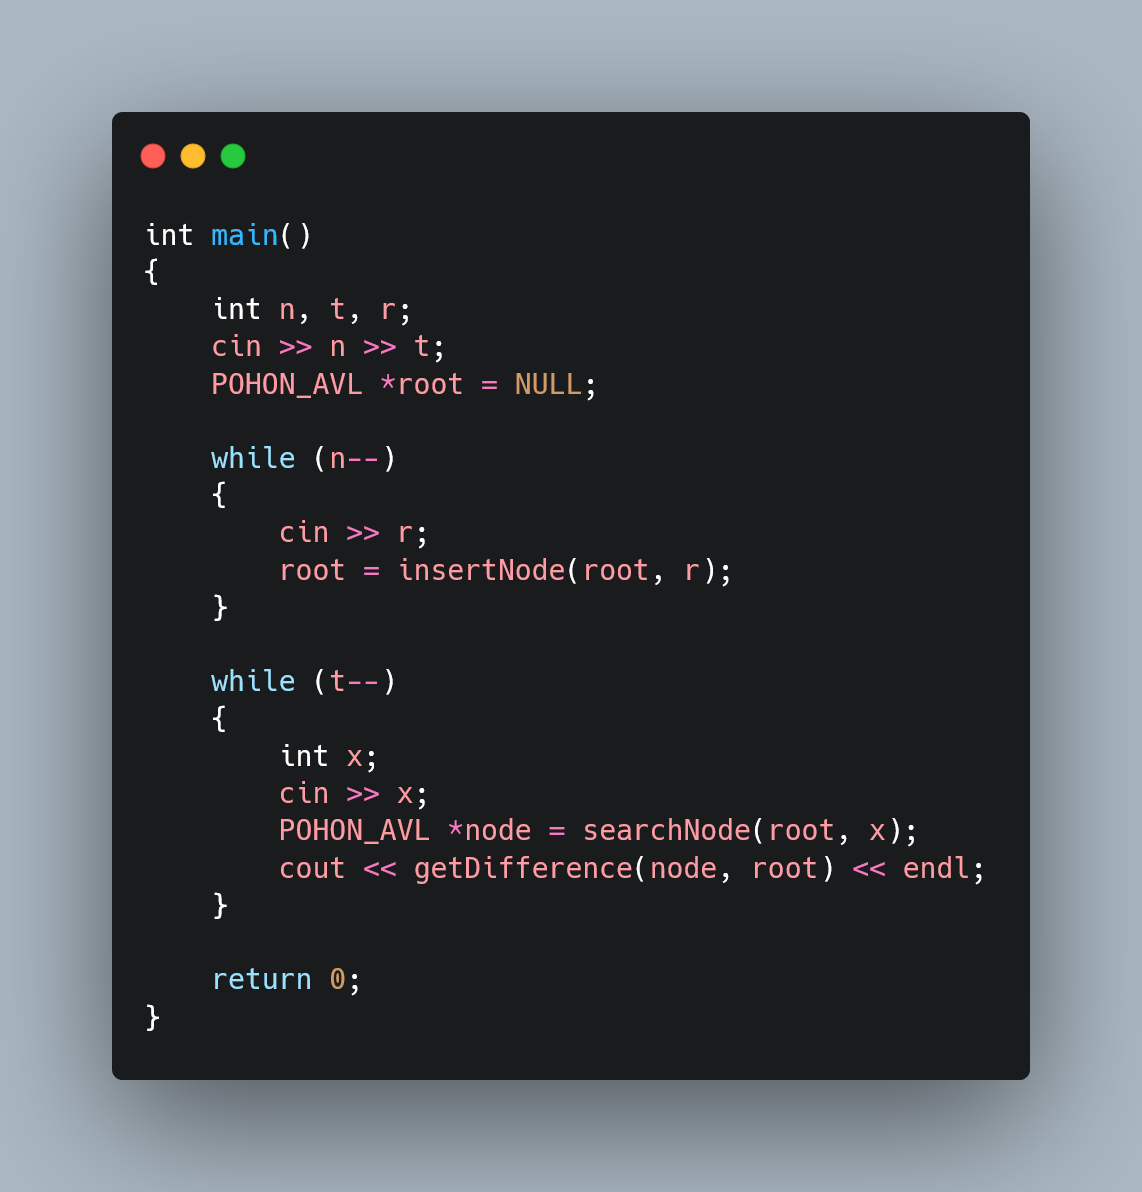 int main()
{
    int n, t, r;
    cin >> n >> t;
    POHON_AVL *root = NULL;

    while (n--)
    {
        cin >> r;
        root = insertNode(root, r);
    }

    while (t--)
    {
        int x;
        cin >> x;
        POHON_AVL *node = searchNode(root, x);
        cout << getDifference(node, root) << endl;
    }

    return 0;
}